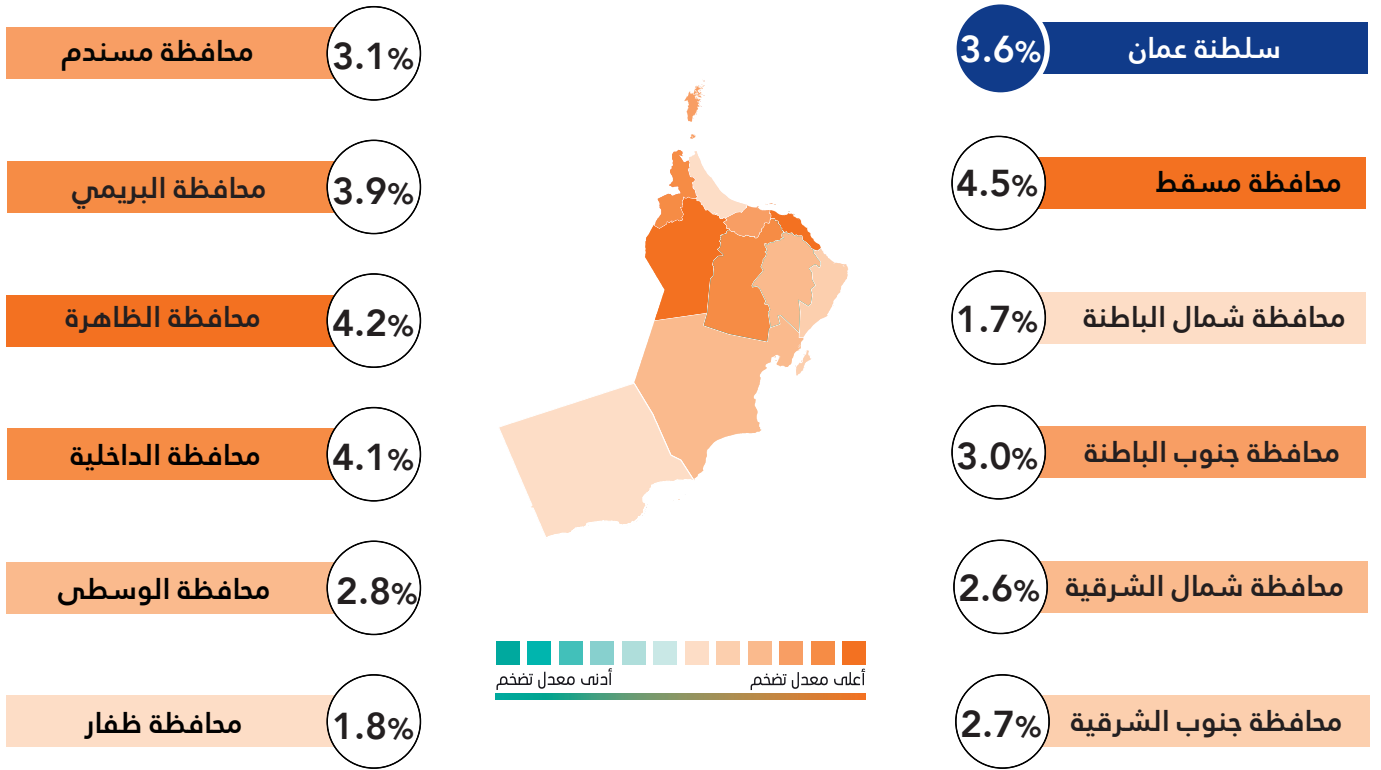 سلطنة عمان
3.6%
محافظة مسقط
4.5%
محافظة شمال الباطنة
1.7%
محافظة جنوب الباطنة
3.0%
محافظة شمال الشرقية
2.6%
محافظة جنوب الشرقية
2.7%
أعلى معدل تضخم
أدنى معدل تضخم
3.1%
محافظة مسندم
3.9%
محافظة البريمي
4.2%
محافظة الظاهرة
4.1%
محافظة الداخلية
2.8%
محافظة الوسطى
1.8%
محافظة ظفار